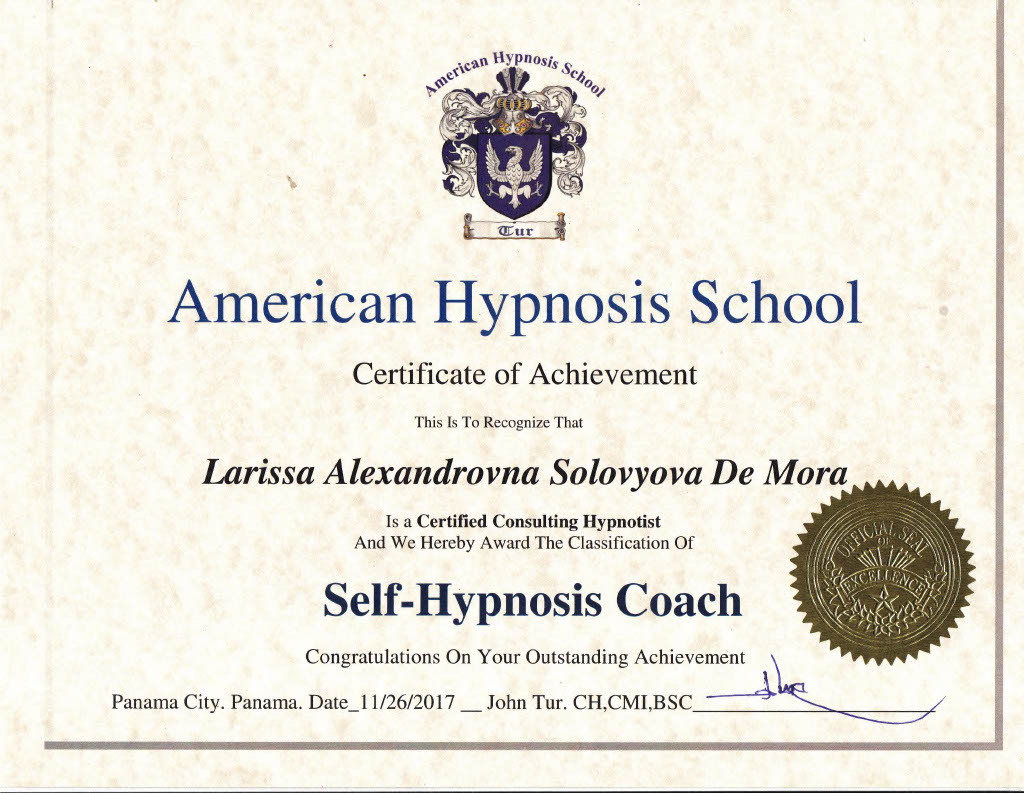 American Hypnosis School
Tur
American Hypnosis School
Certificate of Achievement
This Is To Recognize That
Larissa Alexandrovna Solovyova De Mora
Is a Certified Consulting Hypnotist
And We Hereby Award The Classification Of
OFFICIAL SEAL
OF
EXCELLENCE
Self-Hypnosis Coach
Congratulations On Your Outstanding Achievement
Panama City. Panama. Date_11/26/2017 __ John Tur. CH,CMI,BSC